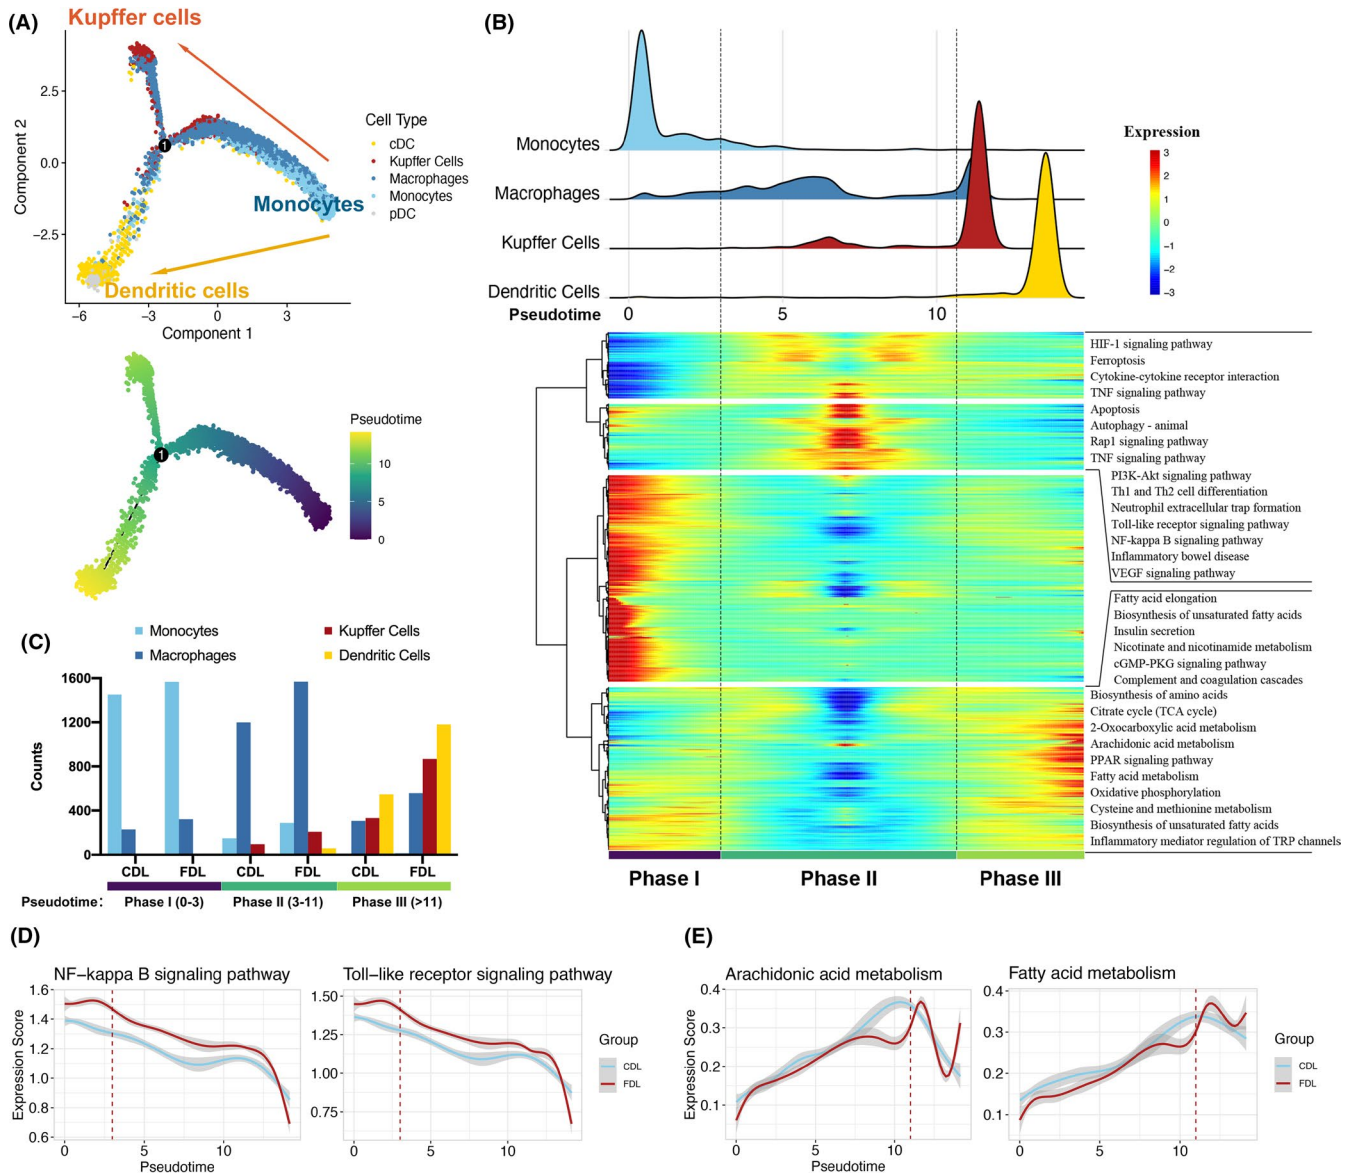 (A)
Kupffer cells
Component 2
2.5
0.0
−2.5
−6
−3
0
3
Component 1
1
Monocytes
Dendritic cells
Cell Type
cDC
Kupffer Cells
Macrophages
Monocytes
pDC
1
Pseudotime
10
5
0
(B)
Monocytes
Macrophages
Kupffer Cells
Dendritic Cells
Pseudotime
0
5
10
Expression
3
2
1
0
−1
−2
−3
HIF-1 signaling pathway
Ferroptosis
Cytokine-cytokine receptor interaction
TNF signaling pathway
Apoptosis
Autophagy - animal
Rap1 signaling pathway
TNF signaling pathway
PI3K-Akt signaling pathway
Th1 and Th2 cell differentiation
Neutrophil extracellular trap formation
Toll-like receptor signaling pathway
NF-kappa B signaling pathway
Inflammatory bowel disease
VEGF signaling pathway
Fatty acid elongation
Biosynthesis of unsaturated fatty acids
Insulin secretion
Nicotinate and nicotinamide metabolism
cGMP-PKG signaling pathway
Complement and coagulation cascades
Biosynthesis of amino acids
Citrate cycle (TCA cycle)
2-Oxocarboxylic acid metabolism
Arachidonic acid metabolism
PPAR signaling pathway
Fatty acid metabolism
Oxidative phosphorylation
Cysteine and methionine metabolism
Biosynthesis of unsaturated fatty acids
Inflammatory mediator regulation of TRP channels
Phase I
Phase II
Phase III
(C)
Monocytes
Kupffer Cells
Macrophages
Dendritic Cells
Counts
1600
1200
800
400
0
CDL
FDL
CDL
FDL
CDL
FDL
Pseudotime:
Phase I (0-3)
Phase II (3-11)
Phase III (>11)
(D)
NF−kappa B signaling pathway
Expression Score
1.6
1.4
1.2
1.0
0.8
0.6
0
5
10
Pseudotime
Toll−like receptor signaling pathway
1.50
1.25
1.00
0.75
0
5
10
Group
CDL
FDL
(E)
Arachidonic acid metabolism
Expression Score
0.4
0.3
0.2
0.1
0
5
10
Pseudotime
Fatty acid metabolism
0.4
0.3
0.2
0.1
0
5
10
Group
CDL
FDL